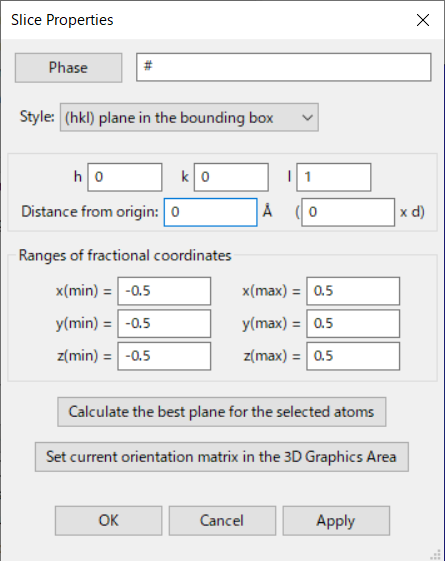 Slice Properties
Phase #
Style: (hkl) plane in the bounding box
h 0 k 0 l 1
Distance from origin: 0 Å ( 0 x d)
Ranges of fractional coordinates
x(min) = -0.5 x(max) = 0.5
y(min) = -0.5 y(max) = 0.5
z(min) = -0.5 z(max) = 0.5
Calculate the best plane for the selected atoms
Set current orientation matrix in the 3D Graphics Area
OK Cancel Apply